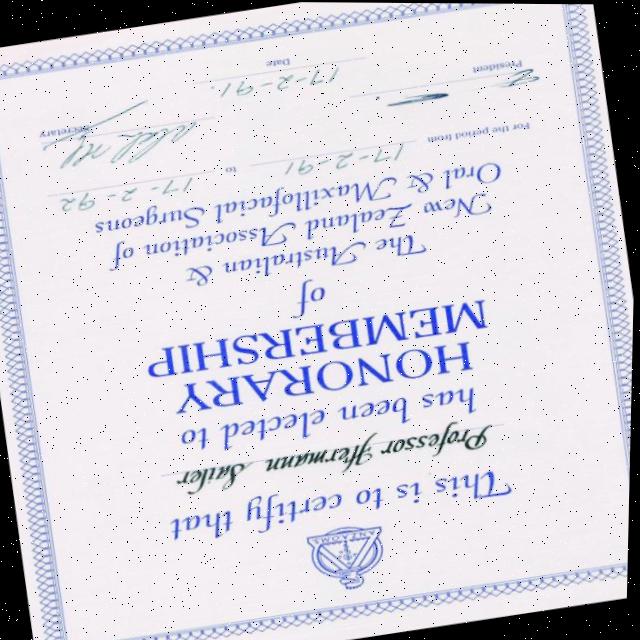 This is to certify that
Professor Hermann Sailer
has been elected to
HONORARY
MEMBERSHIP
of
The Australian &
New Zealand Association of
Oral & Maxillofacial Surgeons
For the period from 17-2-91 to 17-2-92
President
Secretary
17-2-91.
Date